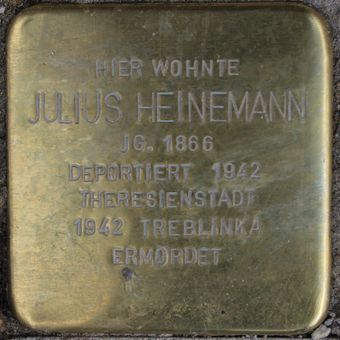 HIER WOHNTE
JULIUS HEINEMANN
JG. 1866
DEPORTIERT 1942
THERESIENSTADT
1942 TREBLINKA
ERMORDET